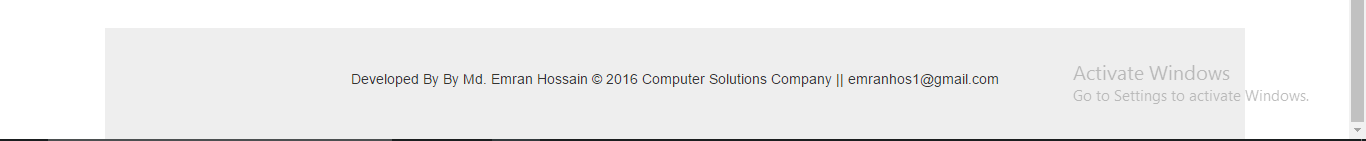 Developed By By Md. Emran Hossain © 2016 Computer Solutions Company || emranhos1@gmail.com
Activate Windows
Go to Settings to activate Windows.